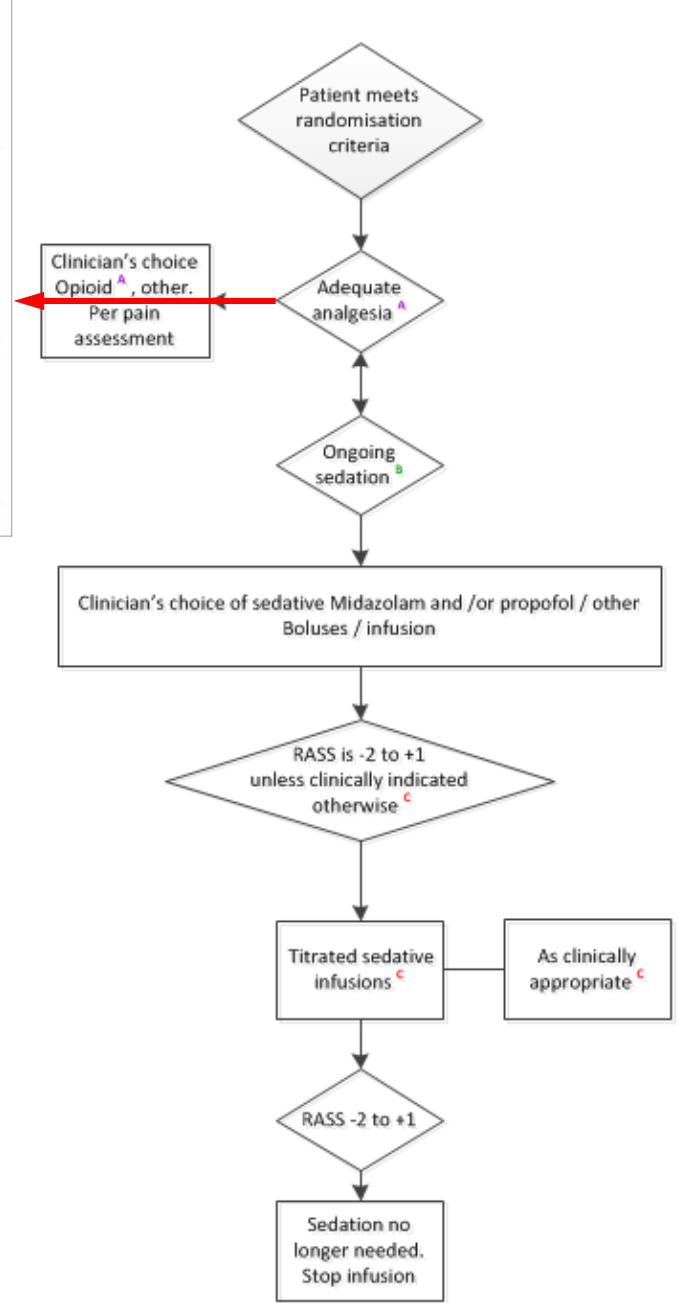 Patient meets
randomisation
criteria
Clinician's choice
Opioid A , other.
Per pain
assessment
Adequate
analgesia A
Ongoing
sedation B
Clinician's choice of sedative Midazolam and /or propofol / other
Boluses / infusion
RASS is -2 to +1
unless clinically indicated
otherwise C
Titrated sedative
infusions C
As clinically
appropriate C
RASS -2 to +1
Sedation no
longer needed.
Stop infusion